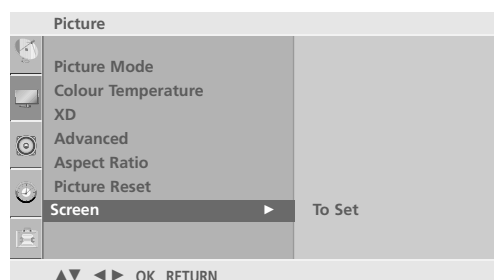 Picture
Picture Mode
Colour Temperature
XD
Advanced
Aspect Ratio
Picture Reset
Screen ► To Set
▲▼ ◄ ► OK RETURN